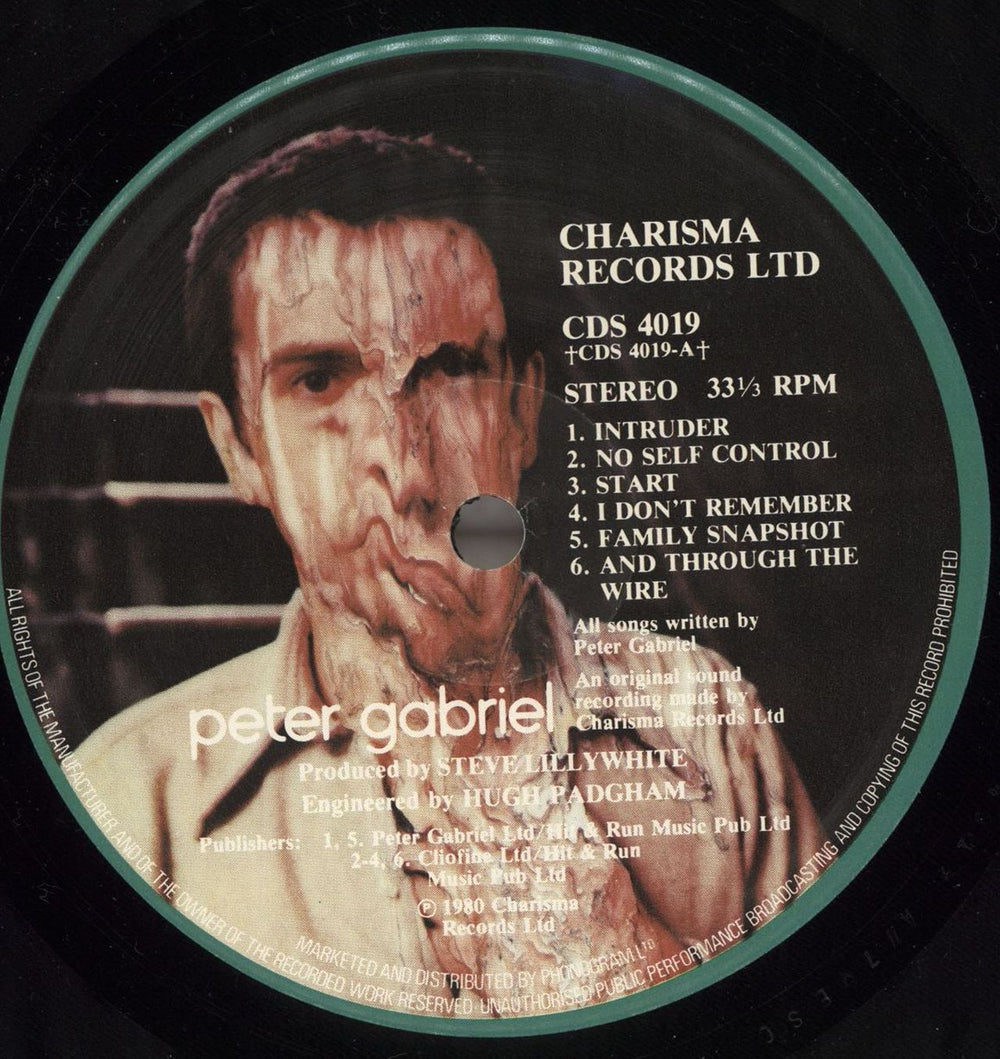 CHARISMA
RECORDS LTD
CDS 4019
†CDS 4019-A†
STEREO 33⅓ RPM
1. INTRUDER
2. NO SELF CONTROL
3. START
4. I DON'T REMEMBER
5. FAMILY SNAPSHOT
6. AND THROUGH THE
WIRE
All songs written by
Peter Gabriel
An original sound
recording made by
Charisma Records Ltd
peter gabriel
Produced by STEVE LILLYWHITE
Engineered by HUGH PADGHAM
Publishers: 1, 5. Peter Gabriel Ltd/Hit & Run Music Pub Ltd
2-4, 6. Cliofine Ltd/Hit & Run
Music Pub Ltd
℗ 1980 Charisma
Records Ltd
MARKETED AND DISTRIBUTED BY PHONOGRAM LTD
ALL RIGHTS OF THE MANUFACTURER AND OF THE OWNER OF THE RECORDED WORK RESERVED · UNAUTHORISED PUBLIC PERFORMANCE BROADCASTING AND COPYING OF THIS RECORD PROHIBITED